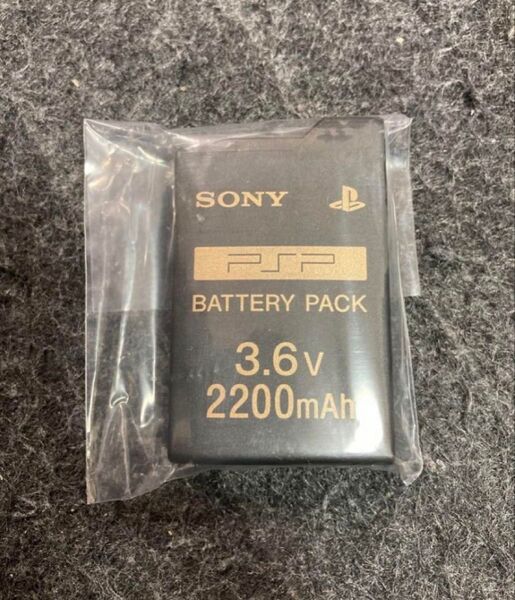 SONY
PSP
BATTERY PACK
3.6V
2200mAh